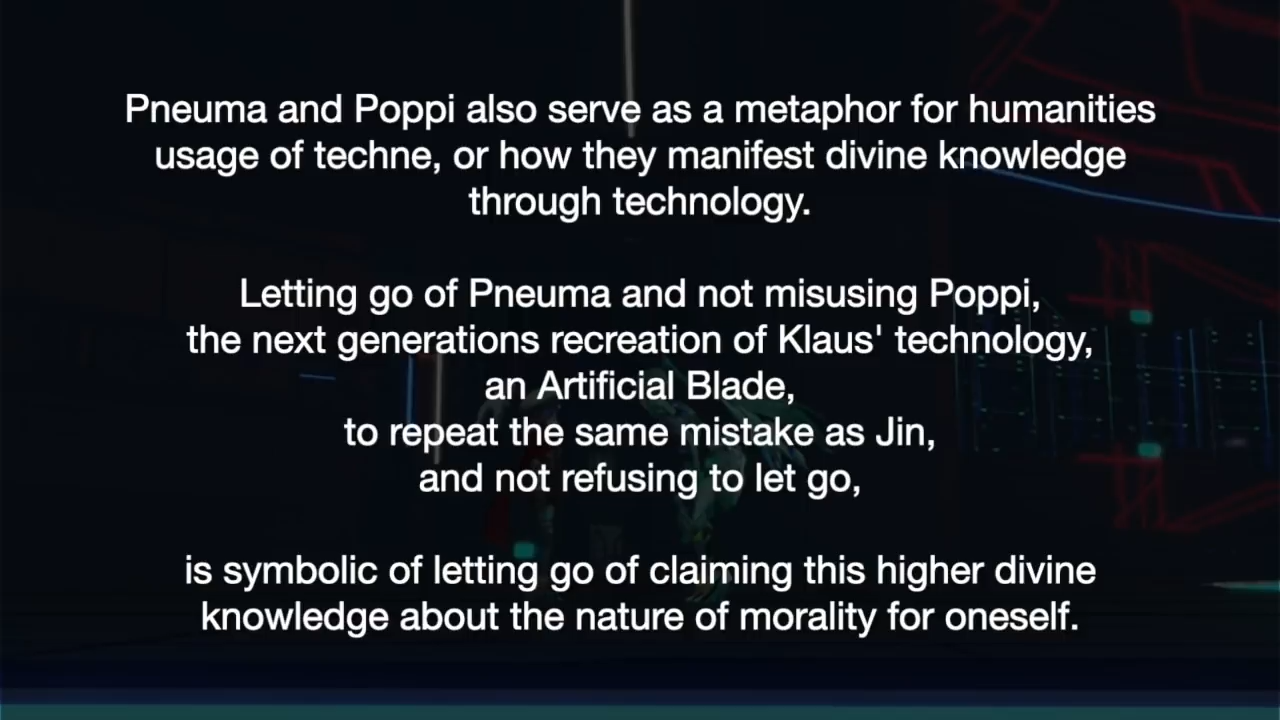 Pneuma and Poppi also serve as a metaphor for humanities
usage of techne, or how they manifest divine knowledge
through technology.
Letting go of Pneuma and not misusing Poppi,
the next generations recreation of Klaus' technology,
an Artificial Blade,
to repeat the same mistake as Jin,
and not refusing to let go,
is symbolic of letting go of claiming this higher divine
knowledge about the nature of morality for oneself.